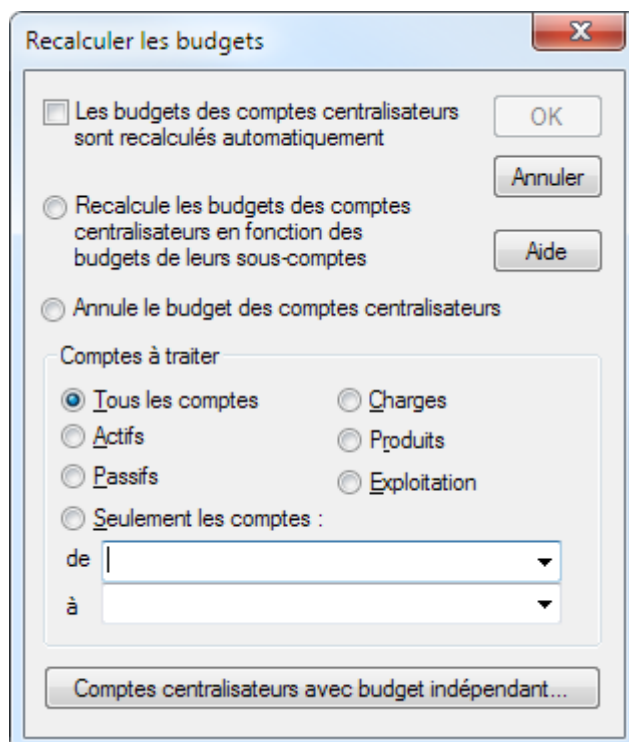 Recalculer les budgets
Les budgets des comptes centralisateurs
sont recalculés automatiquement
OK
Annuler
Recalcule les budgets des comptes
centralisateurs en fonction des
budgets de leurs sous-comptes
Aide
Annule le budget des comptes centralisateurs
Comptes à traiter
Tous les comptes
Charges
Actifs
Produits
Passifs
Exploitation
Seulement les comptes :
de
à
Comptes centralisateurs avec budget indépendant...